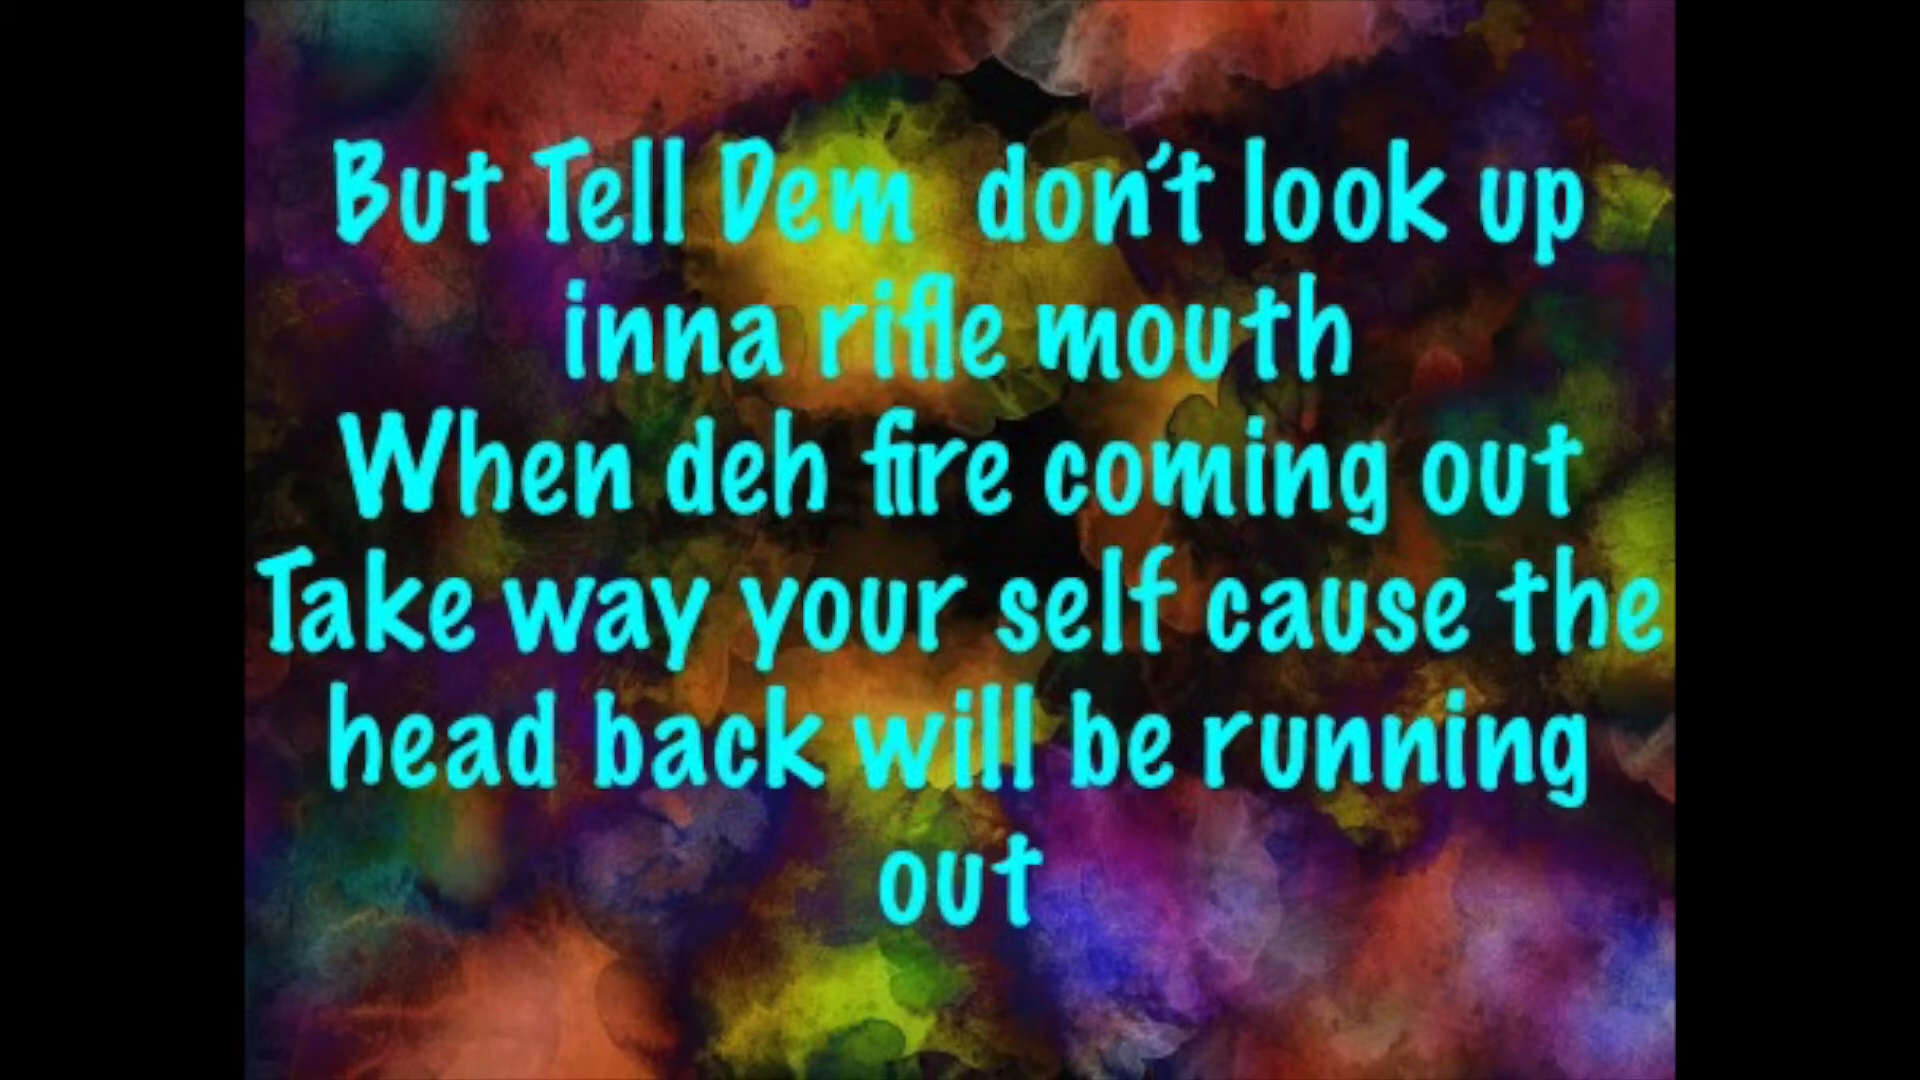 But Tell Dem don't look up
inna rifle mouth
When deh fire coming out
Take way your self cause the
head back will be running
out